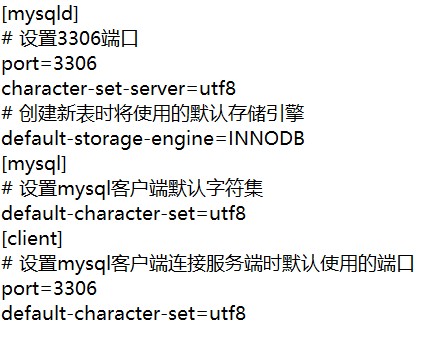 [mysqld]
# 设置3306端口
port=3306
character-set-server=utf8
# 创建新表时将使用的默认存储引擎
default-storage-engine=INNODB
[mysql]
# 设置mysql客户端默认字符集
default-character-set=utf8
[client]
# 设置mysql客户端连接服务端时默认使用的端口
port=3306
default-character-set=utf8